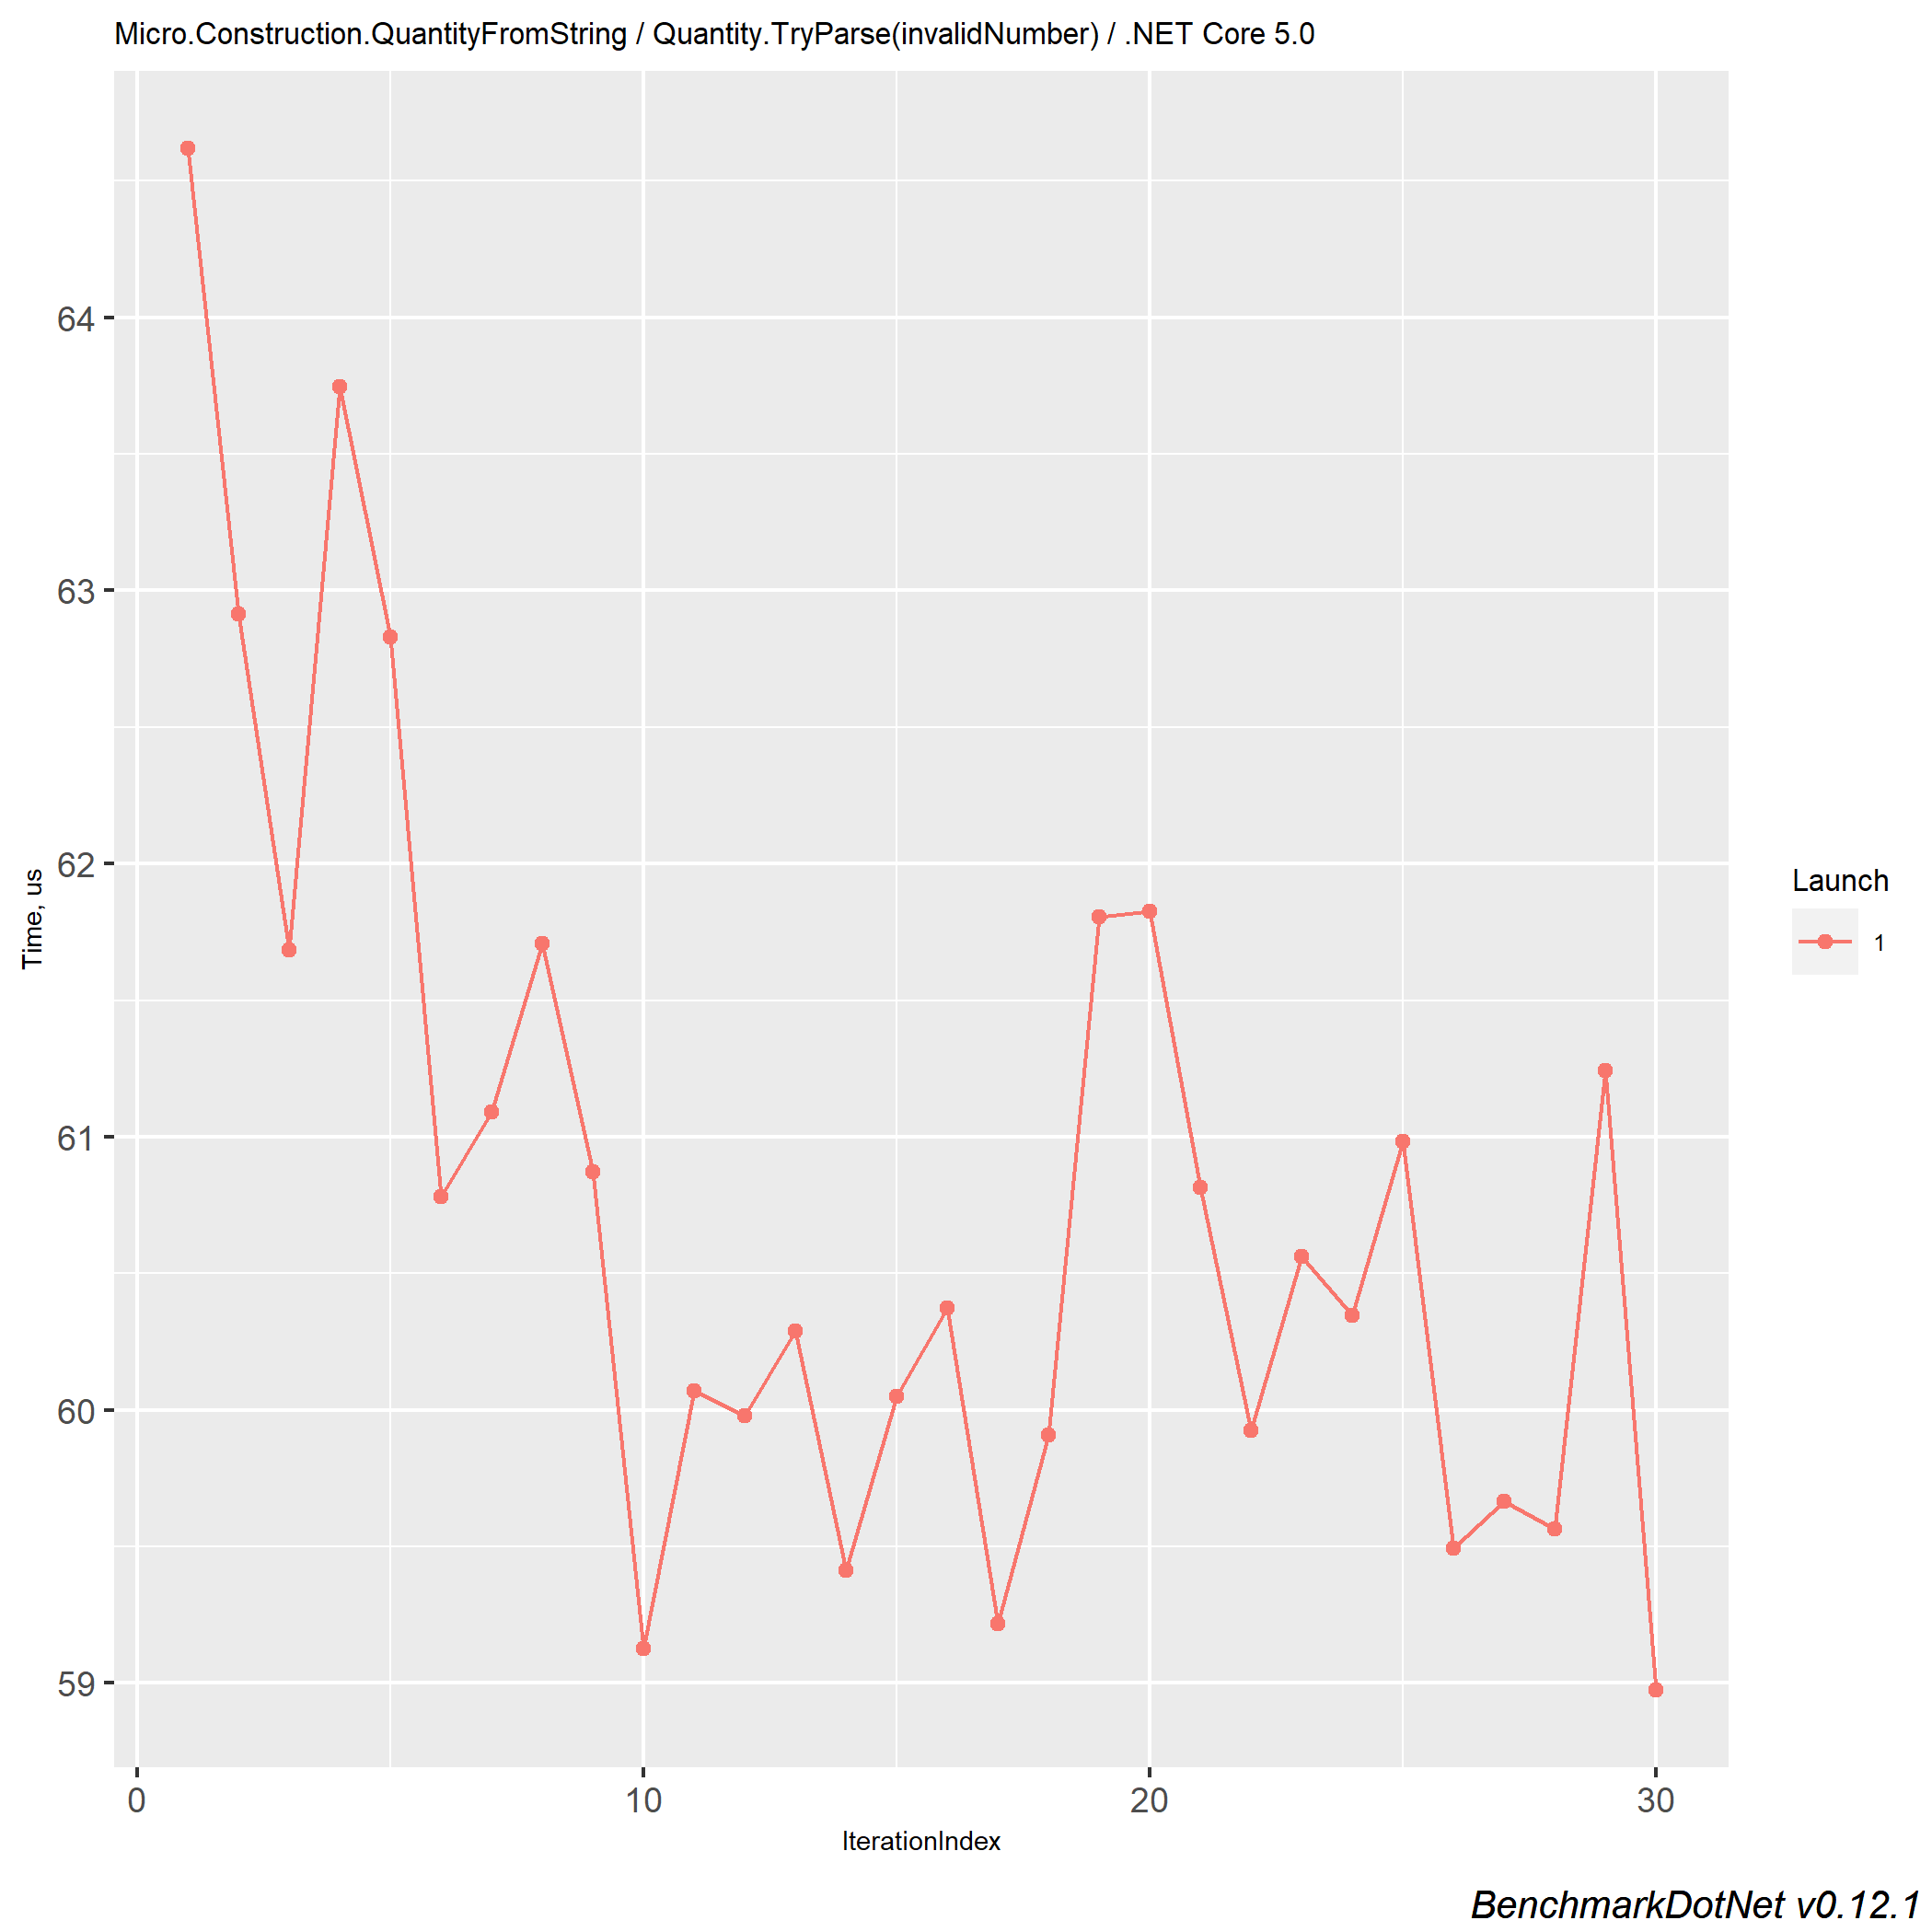 Micro.Construction.QuantityFromString / Quantity.TryParse(invalidNumber) / .NET Core 5.0
64
63
62
61
60
59
Time, us
0 10 20 30
IterationIndex
Launch
1
BenchmarkDotNet v0.12.1